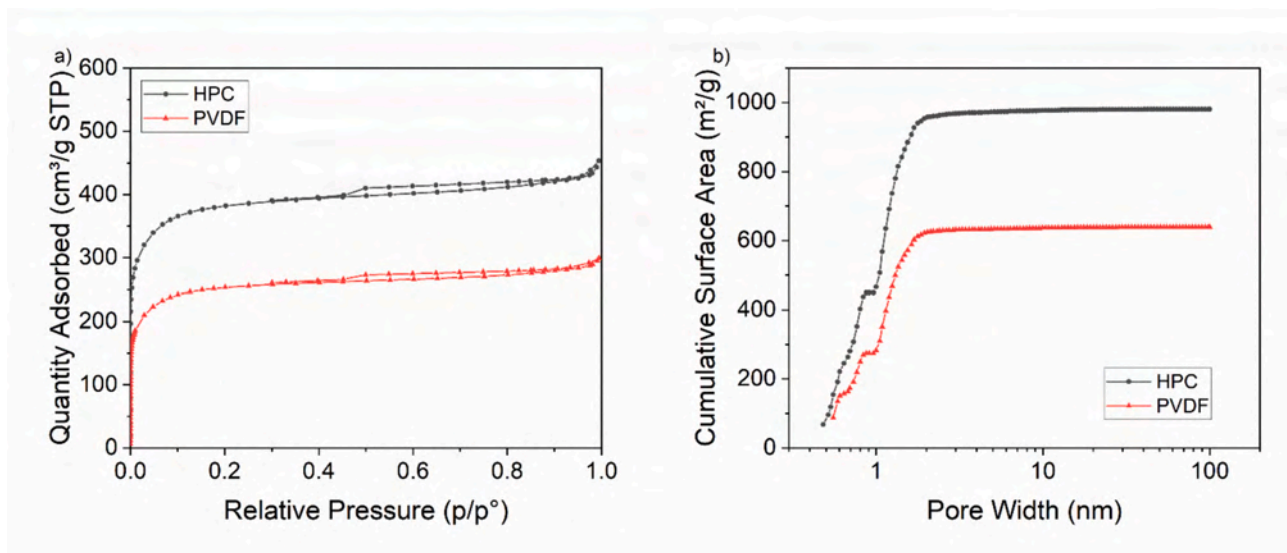 a)
600
500
400
300
200
100
0
HPC
PVDF
Quantity Adsorbed (cm³/g STP)
0.0 0.2 0.4 0.6 0.8 1.0
Relative Pressure (p/p°)
b)
1000
800
600
400
200
0
Cumulative Surface Area (m²/g)
HPC
PVDF
1 10 100
Pore Width (nm)